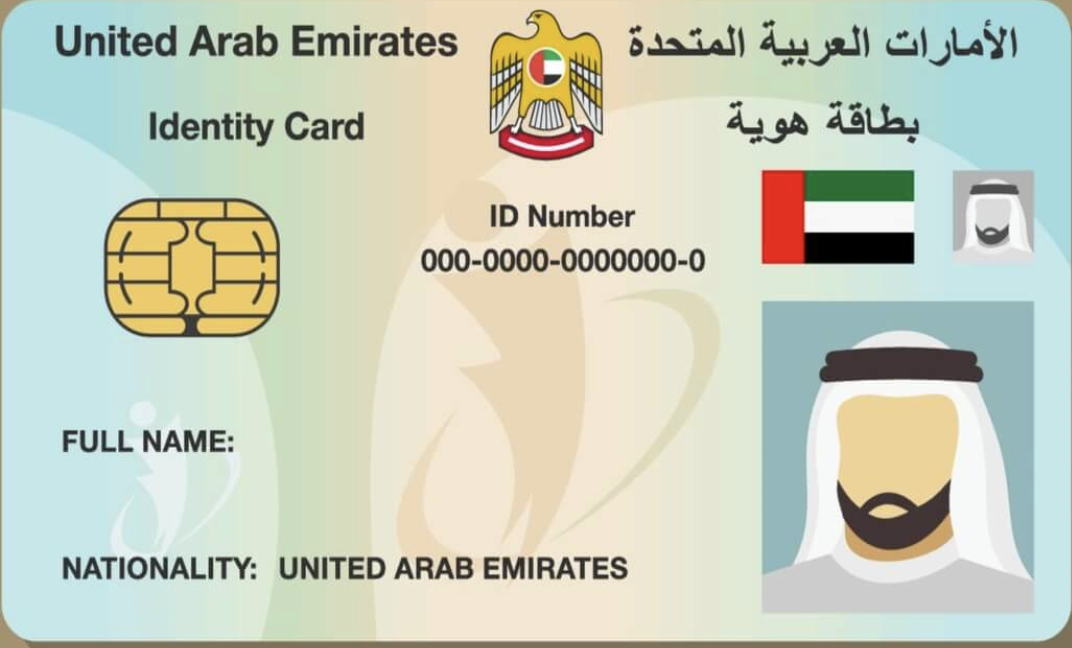 United Arab Emirates
الأمارات العربية المتحدة
Identity Card
بطاقة هوية
ID Number
000-0000-0000000-0
FULL NAME:
NATIONALITY: UNITED ARAB EMIRATES